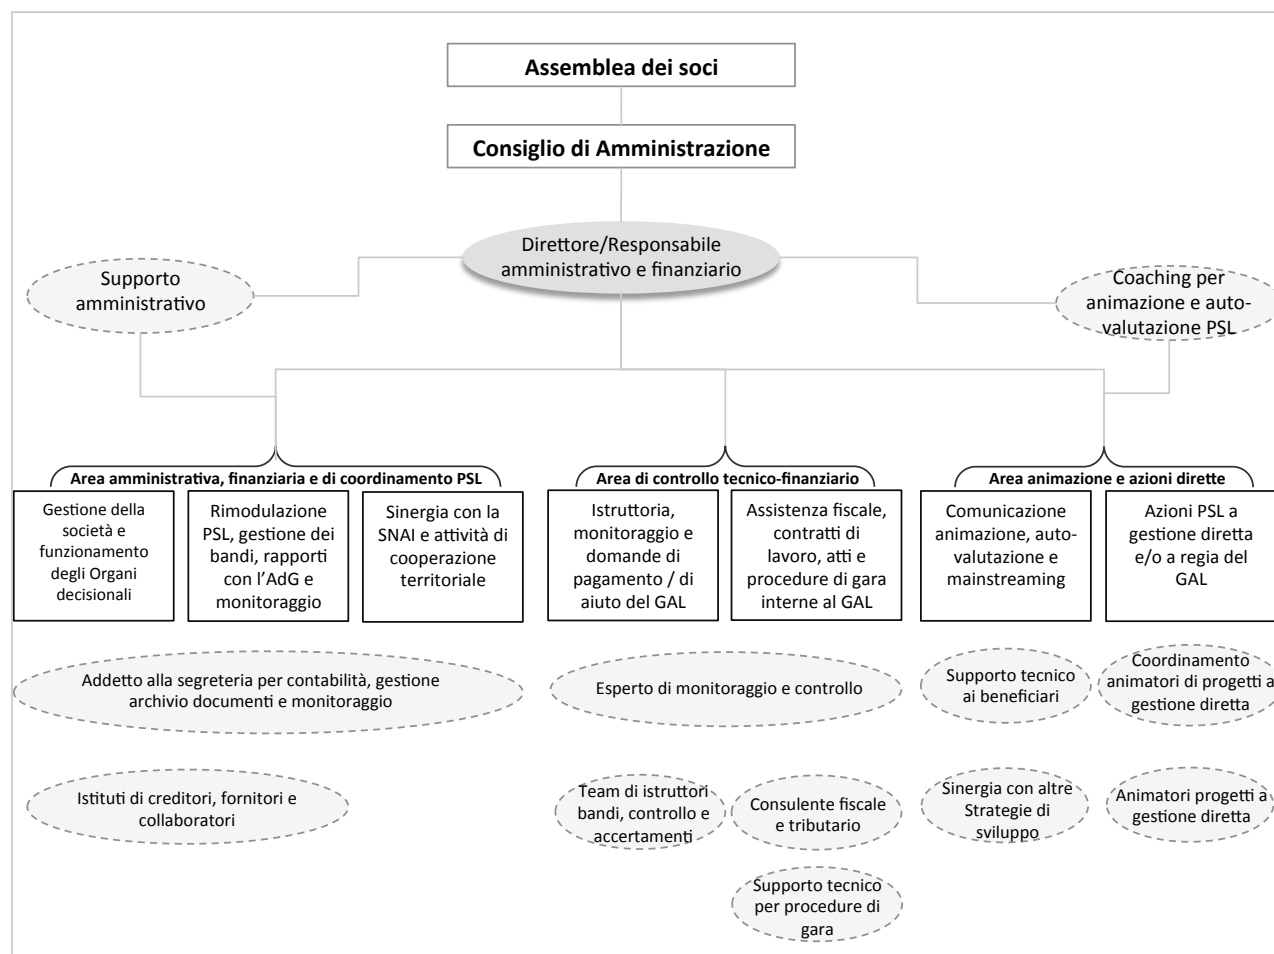 Assemblea dei soci
Consiglio di Amministrazione
Direttore/Responsabile
amministrativo e finanziario
Supporto
amministrativo
Coaching per
animazione e auto-
valutazione PSL
Area amministrativa, finanziaria e di coordinamento PSL
Gestione della
società e
funzionamento
degli Organi
decisionali
Rimodulazione
PSL, gestione dei
bandi, rapporti
con l'AdG e
monitoraggio
Sinergia con la
SNAI e attività di
cooperazione
territoriale
Area di controllo tecnico-finanziario
Istruttoria,
monitoraggio e
domande di
pagamento / di
aiuto del GAL
Assistenza fiscale,
contratti di
lavoro, atti e
procedure di gara
interne al GAL
Area animazione e azioni dirette
Comunicazione
animazione, auto-
valutazione e
mainstreaming
Azioni PSL a
gestione diretta
e/o a regia del
GAL
Addetto alla segreteria per contabilità, gestione
archivio documenti e monitoraggio
Esperto di monitoraggio e controllo
Supporto tecnico
ai beneficiari
Coordinamento
animatori di progetti a
gestione diretta
Istituti di creditori, fornitori e
collaboratori
Team di istruttori
bandi, controllo e
accertamenti
Consulente fiscale
e tributario
Sinergia con altre
Strategie di
sviluppo
Animatori progetti a
gestione diretta
Supporto tecnico
per procedure di
gara